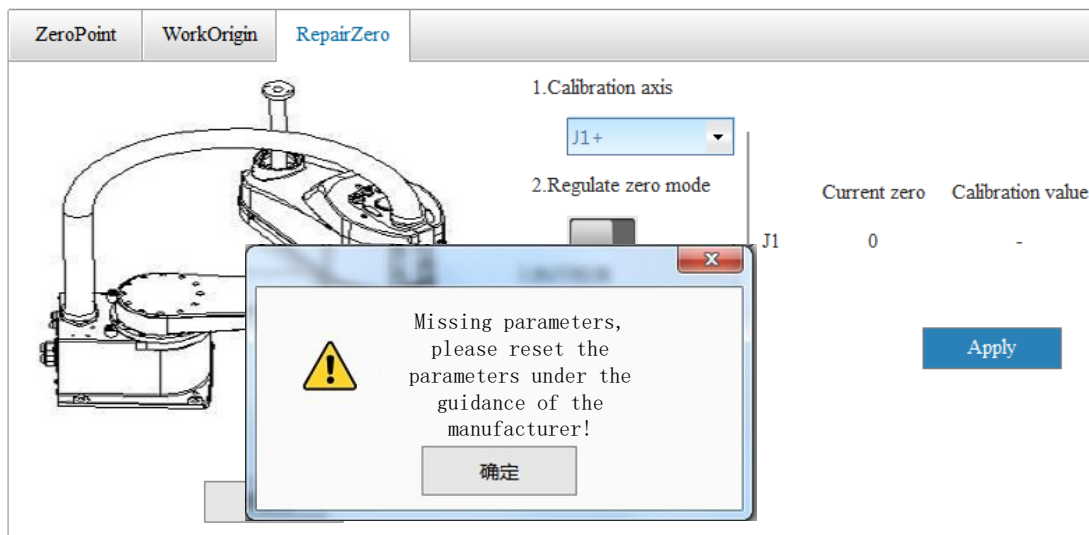 ZeroPoint WorkOrigin RepairZero
1.Calibration axis
J1+
2.Regulate zero mode
Current zero Calibration value
J1 0 -
Apply
Missing parameters,
please reset the
parameters under the
guidance of the
manufacturer!
确定